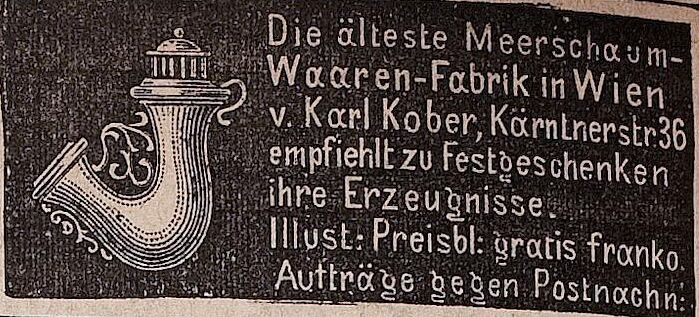 Die älteste Meerschaum-
Waaren-Fabrik in Wien
v. Karl Kober, Kärntnerstr. 36
empfiehlt zu Festgeschenken
ihre Erzeugnisse.
Illust: Preisbl: gratis franko.
Aufträge gegen Postnachn: